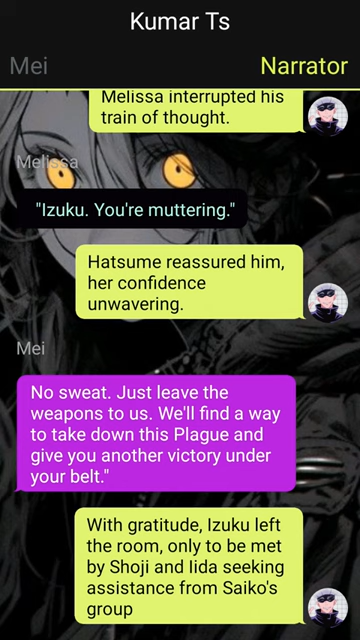 Kumar Ts
Mei
Narrator
Melissa interrupted his
train of thought.
Melissa
"Izuku. You're muttering."
Hatsume reassured him,
her confidence
unwavering.
Mei
No sweat. Just leave the
weapons to us. We'll find a way
to take down this Plague and
give you another victory under
your belt."
With gratitude, Izuku left
the room, only to be met
by Shoji and Iida seeking
assistance from Saiko's
group